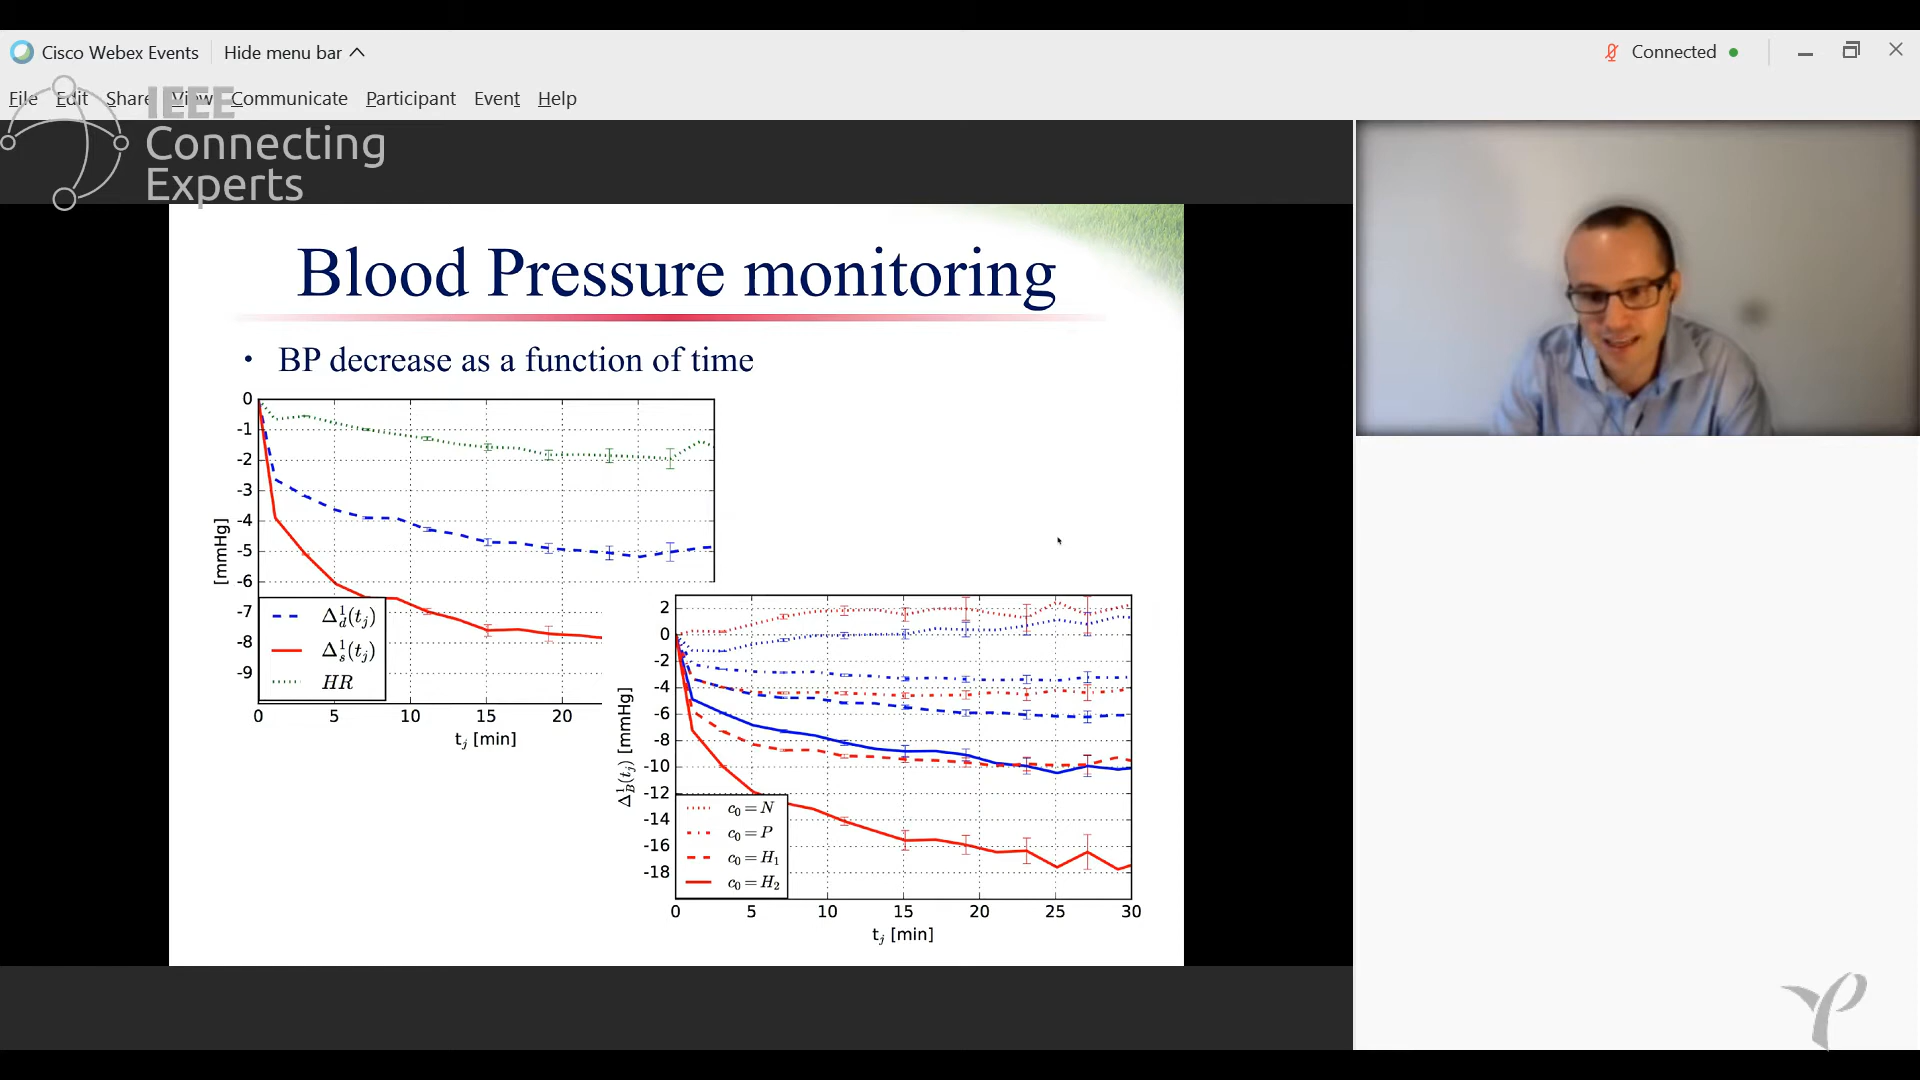 Cisco Webex Events
Hide menu bar
Connected
File Edit Share View Communicate Participant Event Help
IEEE
Connecting
Experts
Blood Pressure monitoring
• BP decrease as a function of time
0
-1
-2
-3
-4
-5
-6
-7
-8
-9
[mmHg]
Δ¹d(tj)
Δ¹s(tj)
HR
0 5 10 15 20
tj [min]
2
0
-2
-4
-6
-8
-10
-12
-14
-16
-18
Δ¹B(tj) [mmHg]
c₀ = N
c₀ = P
c₀ = H₁
c₀ = H₂
0 5 10 15 20 25 30
tj [min]